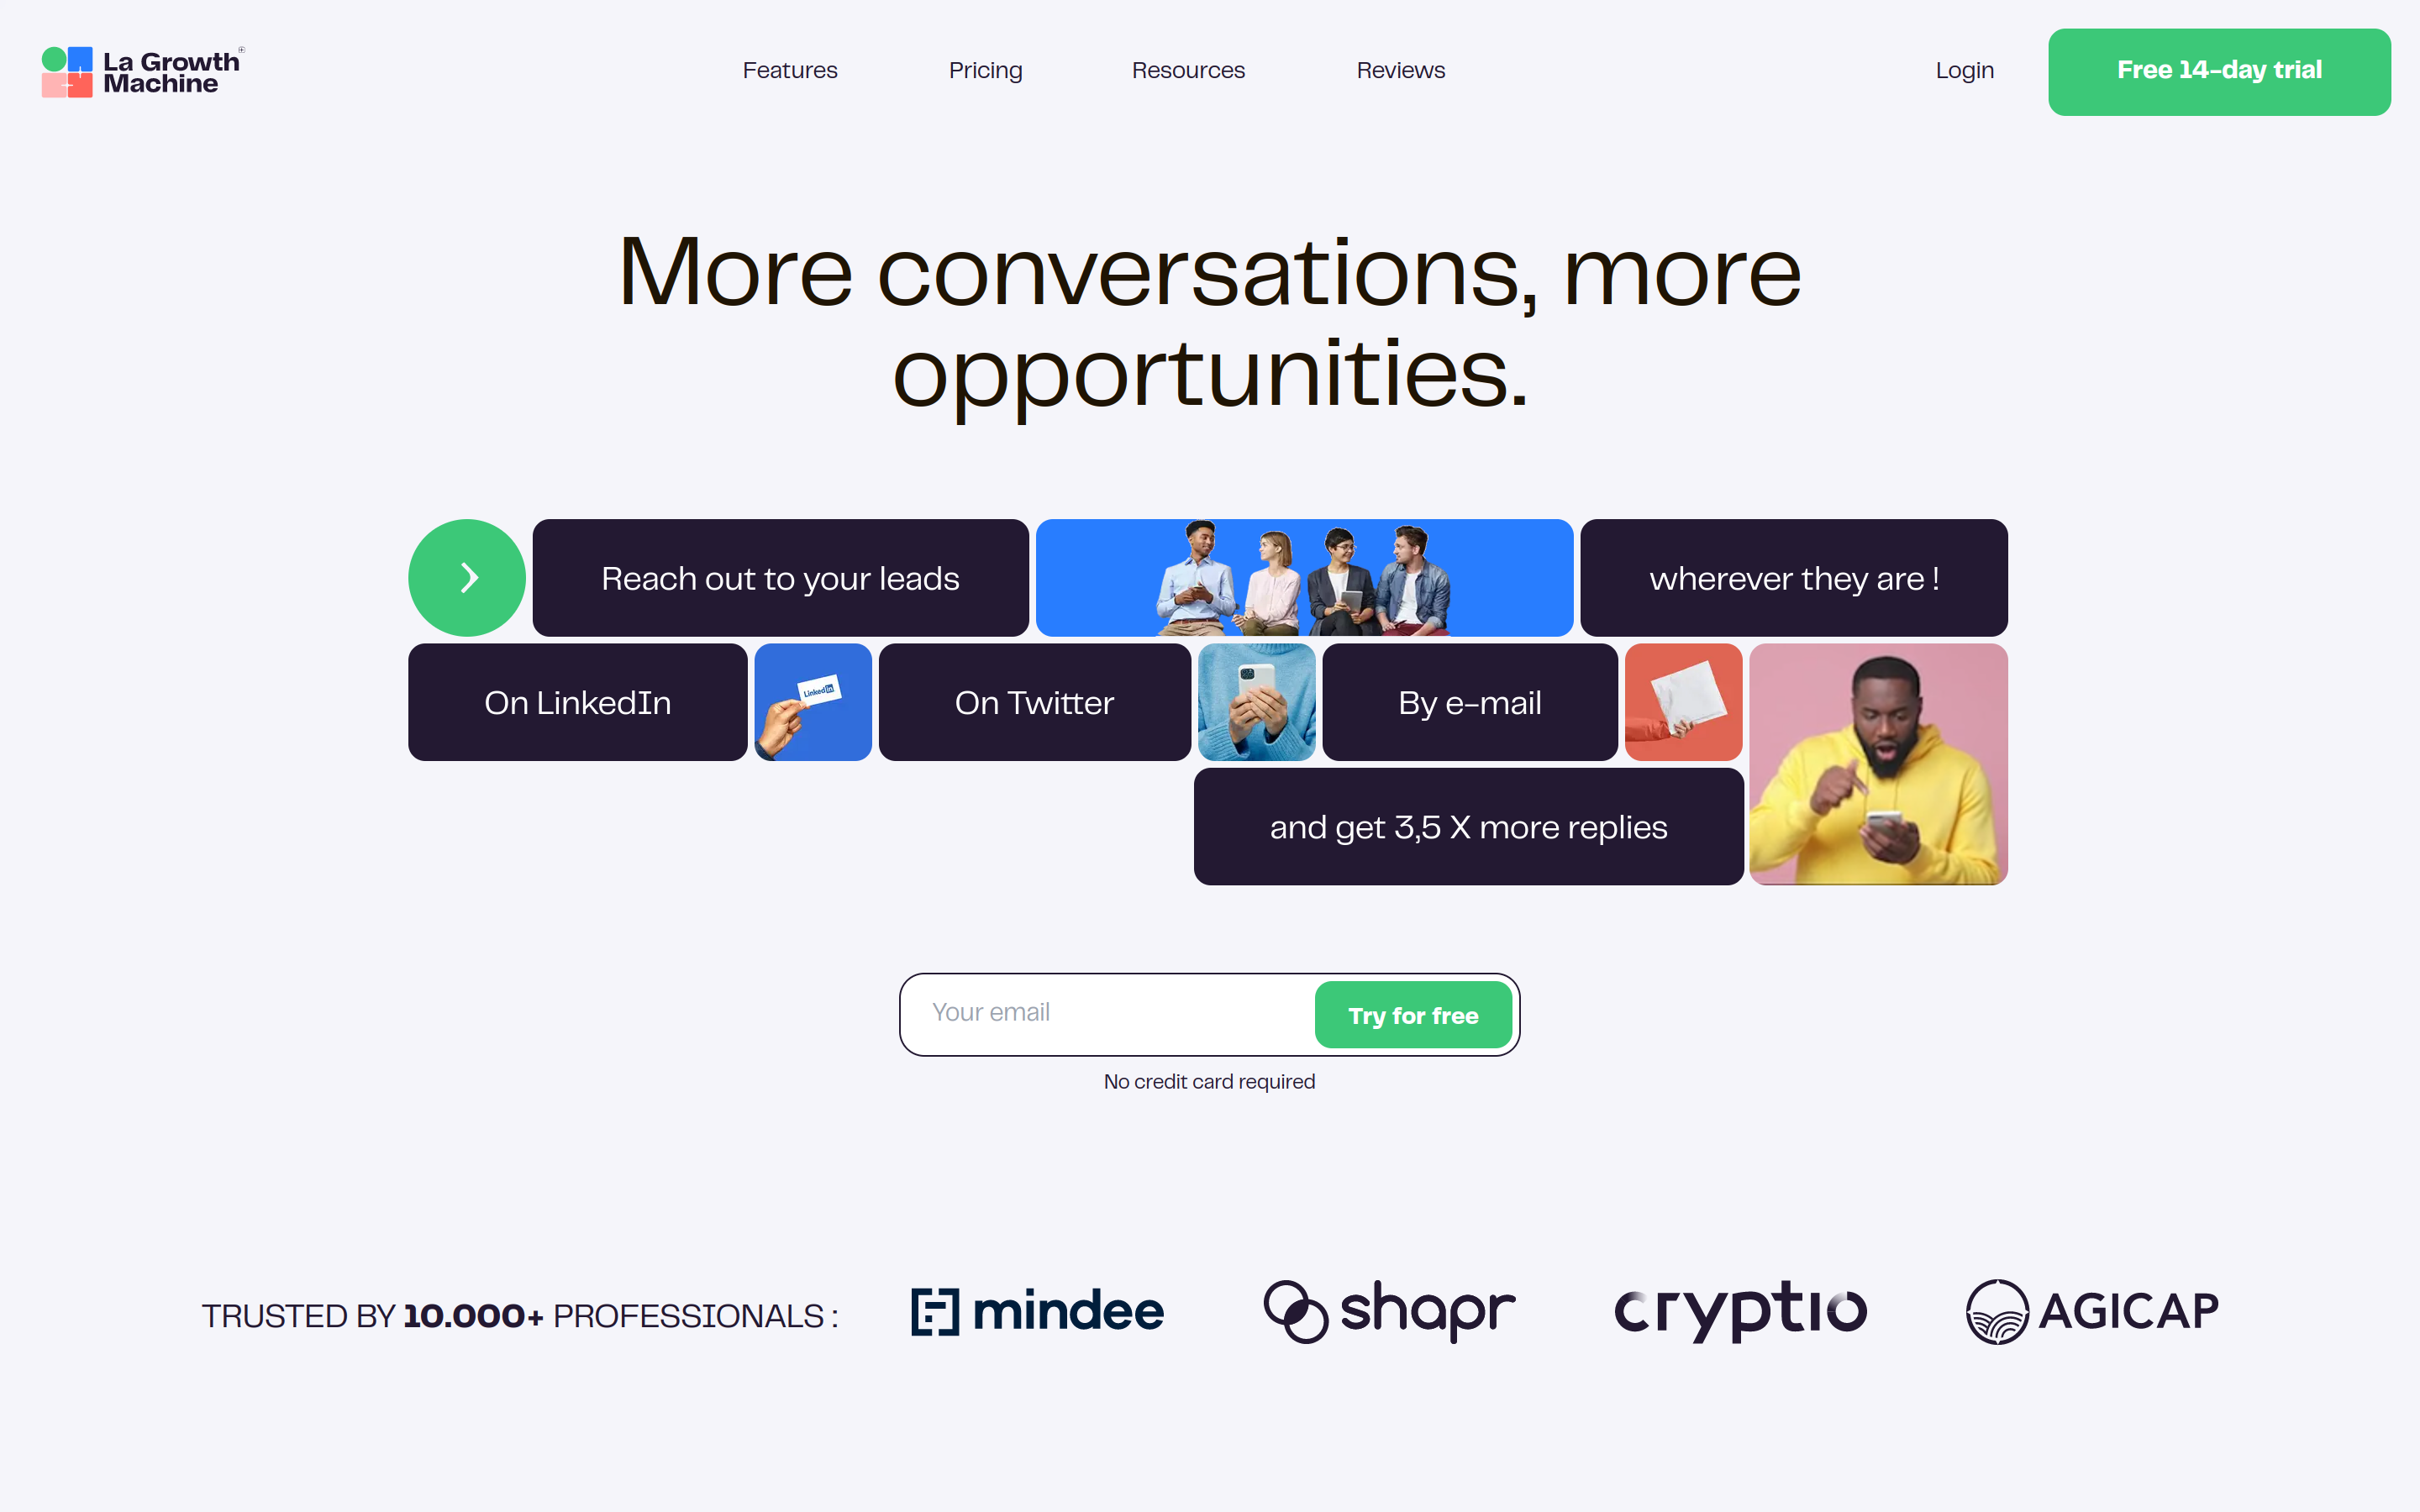 La Growth
Machine
Features
Pricing
Resources
Reviews
Login
Free 14-day trial
More conversations, more
opportunities.
Reach out to your leads
wherever they are !
On LinkedIn
LinkedIn
On Twitter
By e-mail
and get 3,5 X more replies
Your email
Try for free
No credit card required
TRUSTED BY 10.000+ PROFESSIONALS :
mindee
shapr
cryptio
AGICAP